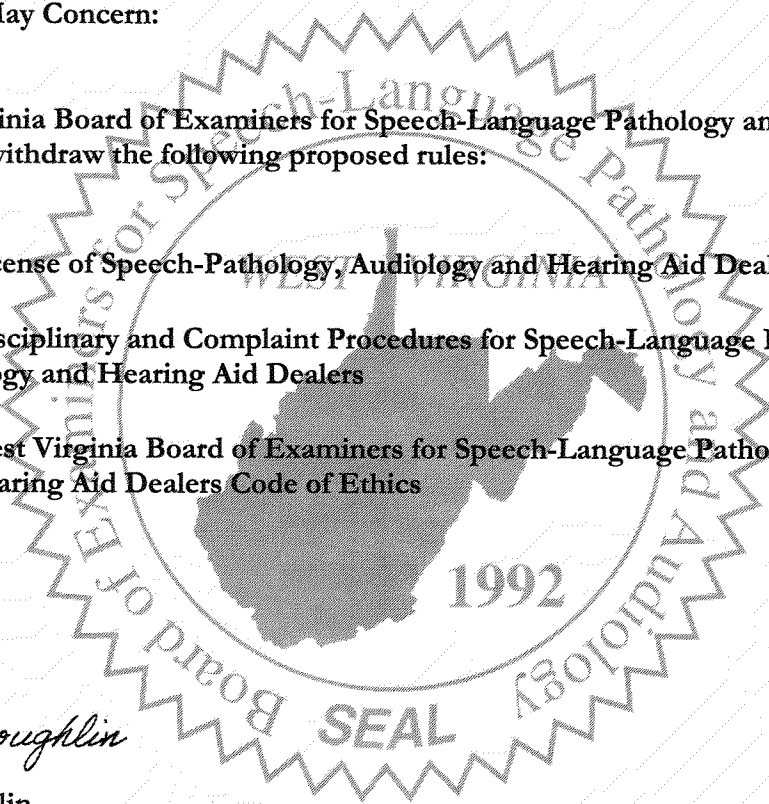 May Concern:
inia Board of Examiners for Speech-Language Pathology an
withdraw the following proposed rules:
cense of Speech-Pathology, Audiology and Hearing Aid Deal
sciplinary and Complaint Procedures for Speech-Language
gy and Hearing Aid Dealers
est Virginia Board of Examiners for Speech-Language Patho
aring Aid Dealers Code of Ethics
oughlin
lin
Board of Examiners for Speech-Language Pathology and Audiology
WEST VIRGINIA
1992
SEAL